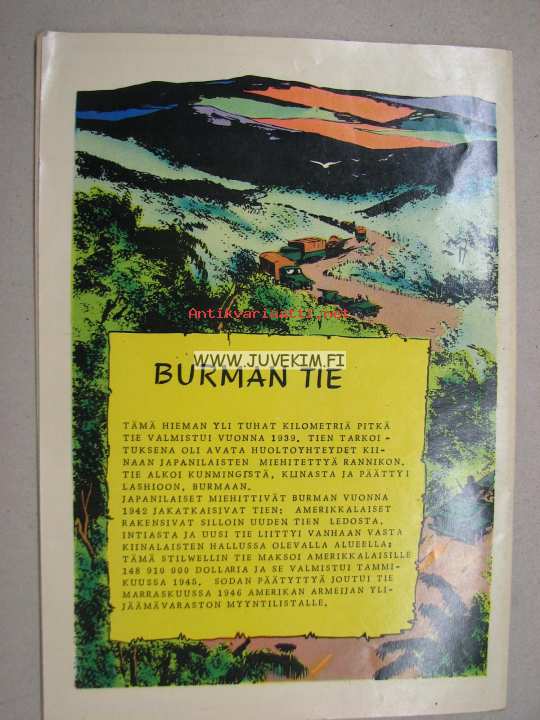 Antikvariaatti.net
WWW.JUVEKIM.FI
BURMAN TIE
TÄMÄ HIEMAN YLI TUHAT KILOMETRIÄ PITKÄ
TIE VALMISTUI VUONNA 1939. TIEN TARKOI-
TUKSENA OLI AVATA HUOLTOYHTEYDET KII-
NAAN JAPANILAISTEN MIEHITETTYÄ RANNIKON.
TIE ALKOI KUNMINGISTA, KIINASTA JA PÄÄTTYI
LASHIOON, BURMAAN.
JAPANILAISET MIEHITTIVÄT BURMAN VUONNA
1942 JAKATKAISIVAT TIEN; AMERIKKALAISET
RAKENSIVAT SILLOIN UUDEN TIEN LEDOSTA,
INTIASTA JA UUSI TIE LIITTYI VANHAAN VASTA
KIINALAISTEN HALLUSSA OLEVALLA ALUEELLA;
TÄMÄ STILWELLIN TIE MAKSOI AMERIKKALAISILLE
148 910 000 DOLLARIA JA SE VALMISTUI TAMMI-
KUUSSA 1945. SODAN PÄÄTYTTYÄ JOUTUI TIE
MARRASKUUSSA 1946 AMERIKAN ARMEIJAN YLI-
JÄÄMÄVARASTON MYYNTILISTALLE.